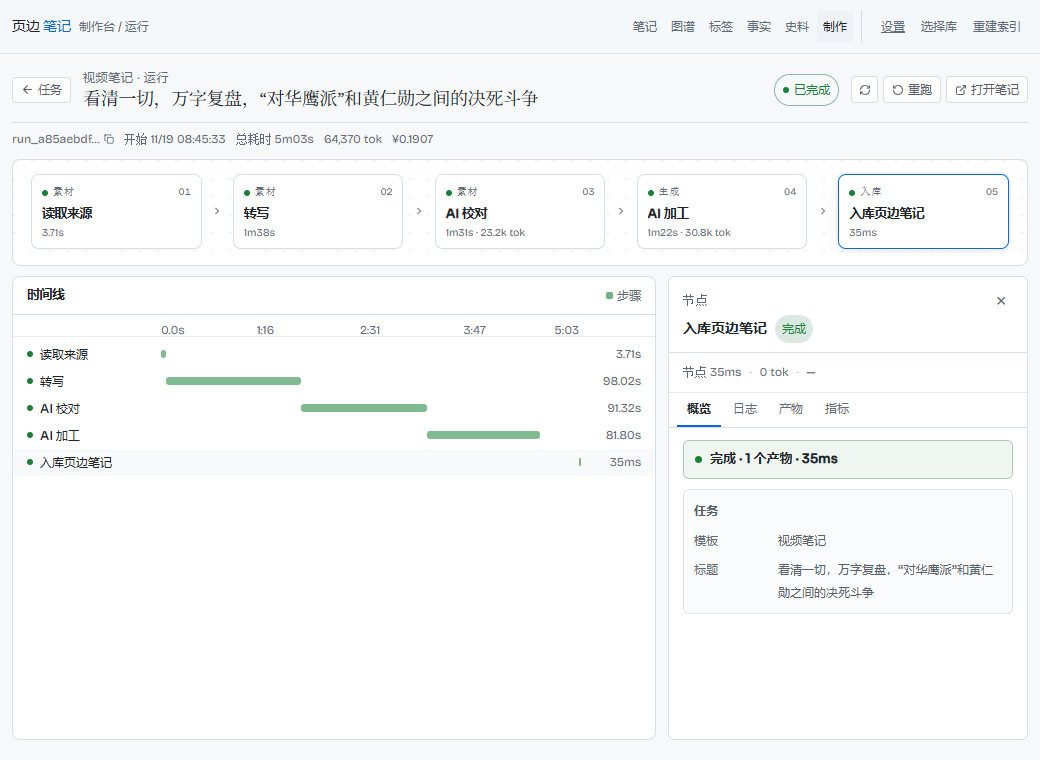 页边 笔记 制作台 / 运行 笔记 图谱 标签 事实 史料 制作 设置 选择库 重建索引
← 任务
视频笔记 · 运行
看清一切，万字复盘，“对华鹰派”和黄仁勋之间的决死斗争
已完成 重跑 打开笔记
run_a85aebdf... 开始 11/19 08:45:33 总耗时 5m03s 64,370 tok ¥0.1907
素材 01
读取来源
3.71s
素材 02
转写
1m38s
素材 03
AI 校对
1m31s · 23.2k tok
生成 04
AI 加工
1m22s · 30.8k tok
入库 05
入库页边笔记
35ms
时间线 步骤
0.0s 1:16 2:31 3:47 5:03
读取来源 3.71s
转写 98.02s
AI 校对 91.32s
AI 加工 81.80s
入库页边笔记 35ms
节点 ×
入库页边笔记 完成
节点 35ms · 0 tok · —
概览 日志 产物 指标
完成 · 1 个产物 · 35ms
任务
模板 视频笔记
标题 看清一切，万字复盘，“对华鹰派”和黄仁
勋之间的决死斗争